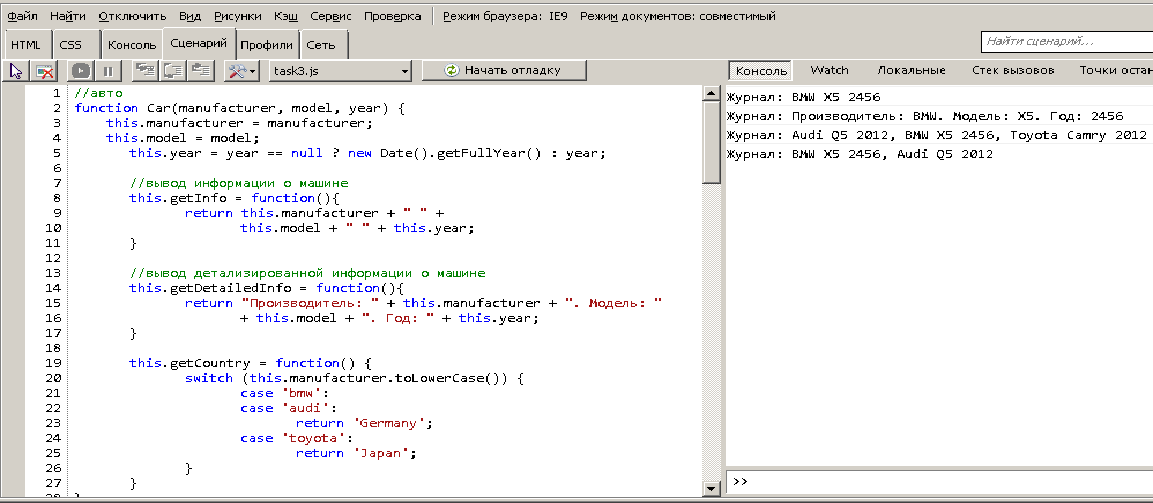 Файл Найти Отключить Вид Рисунки Кэш Сервис Проверка Режим браузера: IE9 Режим документов: совместимый
HTML CSS Консоль Сценарий Профили Сеть Найти сценарий...
task3.js Начать отладку Консоль Watch Локальные Стек вызовов Точки остан
1 //авто
2 function Car(manufacturer, model, year) {
3 this.manufacturer = manufacturer;
4 this.model = model;
5 this.year = year == null ? new Date().getFullYear() : year;
6
7 //вывод информации о машине
8 this.getInfo = function(){
9 return this.manufacturer + " " +
10 this.model + " " + this.year;
11 }
12
13 //вывод детализированной информации о машине
14 this.getDetailedInfo = function(){
15 return "Производитель: " + this.manufacturer + ". Модель: "
16 + this.model + ". Год: " + this.year;
17 }
18
19 this.getCountry = function() {
20 switch (this.manufacturer.toLowerCase()) {
21 case 'bmw':
22 case 'audi':
23 return 'Germany';
24 case 'toyota':
25 return 'Japan';
26 }
27 }
Журнал: BMW X5 2456
Журнал: Производитель: BMW. Модель: X5. Год: 2456
Журнал: Audi Q5 2012, BMW X5 2456, Toyota Camry 2012
Журнал: BMW X5 2456, Audi Q5 2012
>>